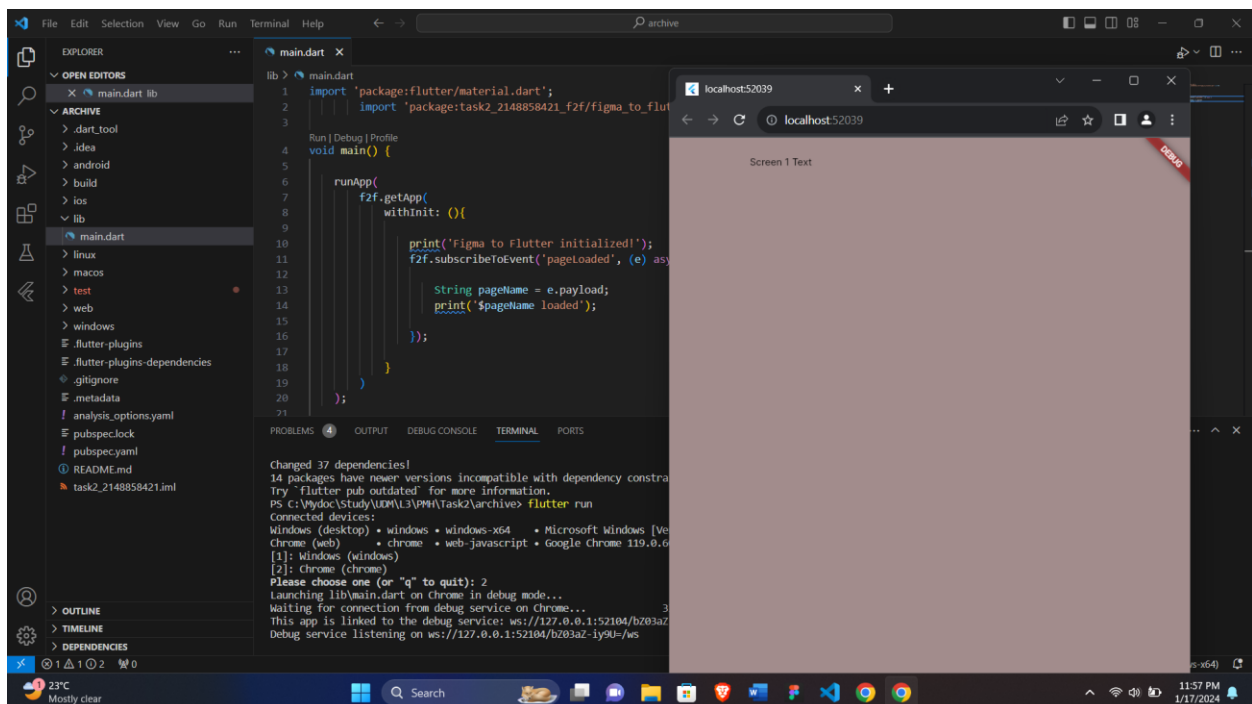 File Edit Selection View Go Run Terminal Help
archive
EXPLORER
OPEN EDITORS
main.dart lib
ARCHIVE
.dart_tool
.idea
android
build
ios
lib
main.dart
linux
macos
test
web
windows
.flutter-plugins
.flutter-plugins-dependencies
.gitignore
.metadata
analysis_options.yaml
pubspec.lock
pubspec.yaml
README.md
task2_2148858421.iml
OUTLINE
TIMELINE
DEPENDENCIES
main.dart
lib > main.dart
1 import 'package:flutter/material.dart';
2 import 'package:task2_2148858421_f2f/figma_to_flut
3
Run | Debug | Profile
4 void main() {
5
6 runApp(
7 f2f.getApp(
8 withInit: (){
9
10 print('Figma to Flutter initialized!');
11 f2f.subscribeToEvent('pageLoaded', (e) asy
12
13 String pageName = e.payload;
14 print('$pageName loaded');
15
16 });
17
18 }
19 )
20 );
21
PROBLEMS 4 OUTPUT DEBUG CONSOLE TERMINAL PORTS
Changed 37 dependencies!
14 packages have newer versions incompatible with dependency constra
Try `flutter pub outdated` for more information.
PS C:\Mydoc\Study\UDM\L3\PMH\Task2\archive> flutter run
Connected devices:
Windows (desktop) • windows • windows-x64 • Microsoft Windows [Ve
Chrome (web) • chrome • web-javascript • Google Chrome 119.0.6
[1]: Windows (windows)
[2]: Chrome (chrome)
Please choose one (or "q" to quit): 2
Launching lib\main.dart on Chrome in debug mode...
Waiting for connection from debug service on Chrome... 3
This app is linked to the debug service: ws://127.0.0.1:52104/bZ03aZ
Debug service listening on ws://127.0.0.1:52104/bZ03aZ-iy9U=/ws
localhost:52039
localhost:52039
Screen 1 Text
DEBUG
1 1 2 0
s-x64)
1
23°C
Mostly clear
Search
11:57 PM
1/17/2024